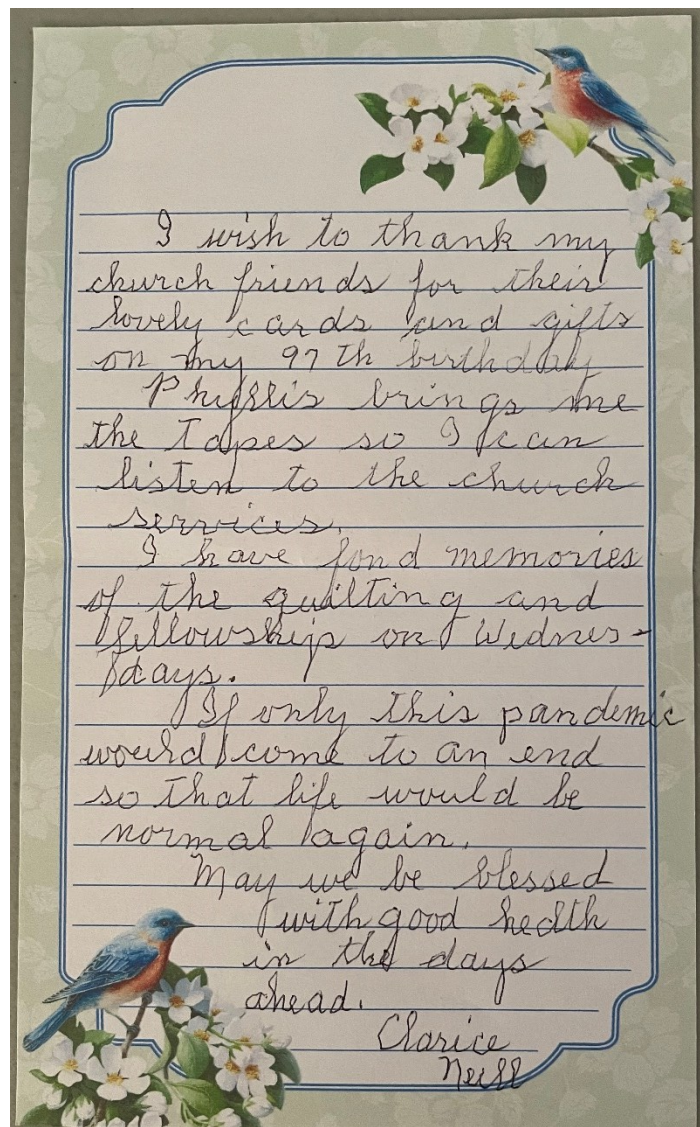 I wish to thank my
church friends for their
lovely cards and gifts
on my 97th birthday
Phyllis brings me
the Tapes so I can
listen to the church
services.
I have fond memories
of the quilting and
fellowship on Wednes-
days.
If only this pandemic
would come to an end
so that life would be
normal again.
May we be blessed
with good health
in the days
ahead.
Clarice
Neill